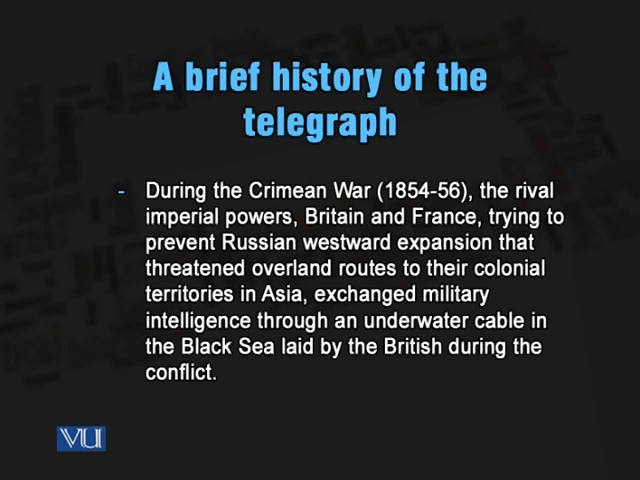 A brief history of the
telegraph
- During the Crimean War (1854-56), the rival
imperial powers, Britain and France, trying to
prevent Russian westward expansion that
threatened overland routes to their colonial
territories in Asia, exchanged military
intelligence through an underwater cable in
the Black Sea laid by the British during the
conflict.
VU